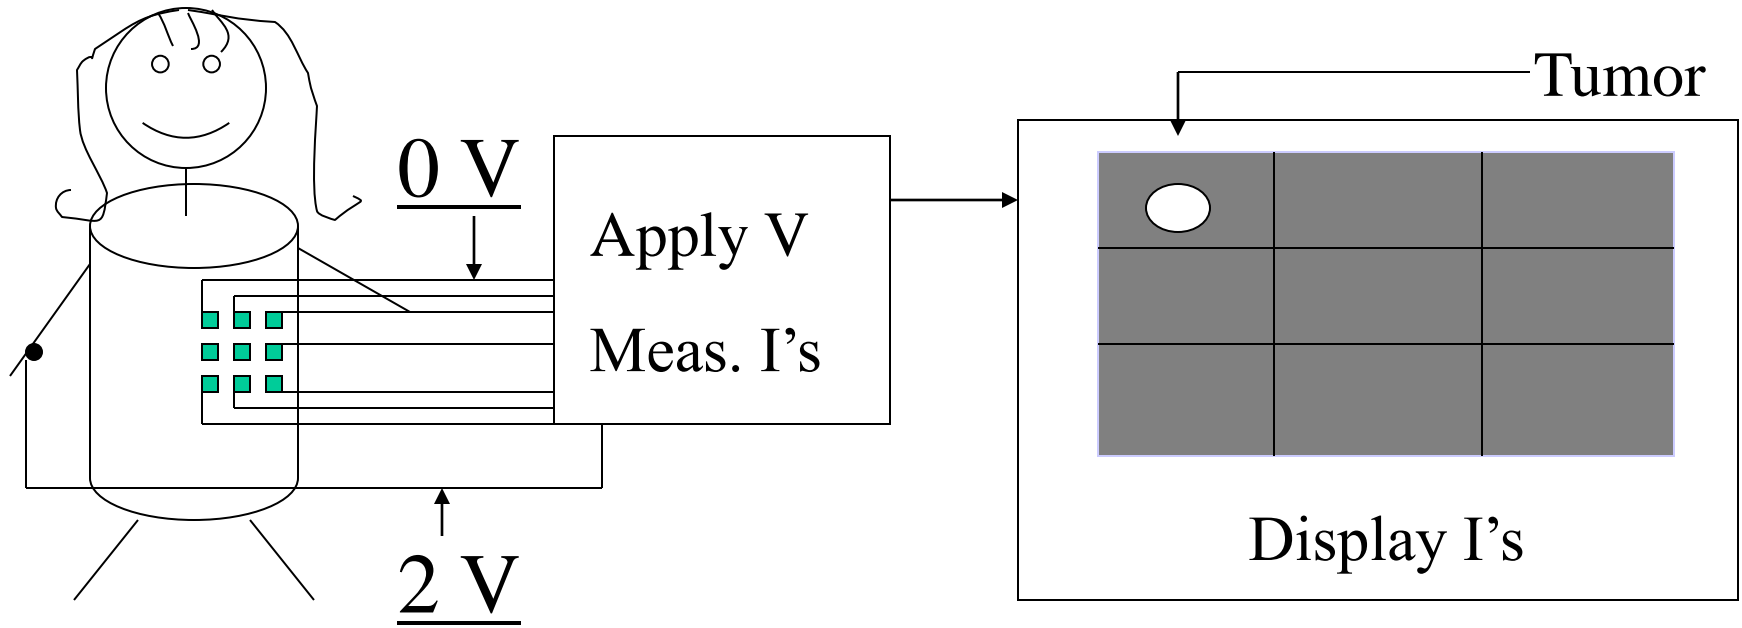 Tumor
0 V
Apply V
Meas. I’s
Display I’s
2 V